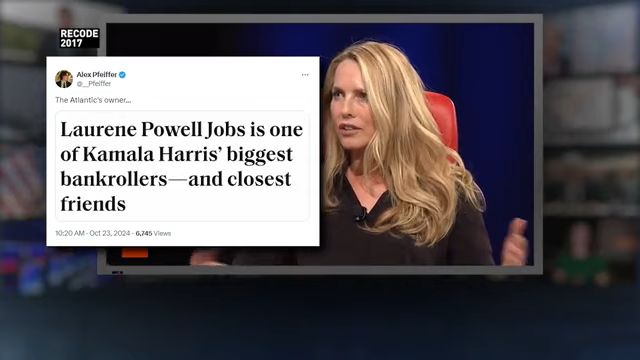 RECODE
2017
Alex Pfeiffer
@__Pfeiffer
The Atlantic's owner...
Laurene Powell Jobs is one
of Kamala Harris' biggest
bankrollers—and closest
friends
10:20 AM · Oct 23, 2024 · 6,745 Views